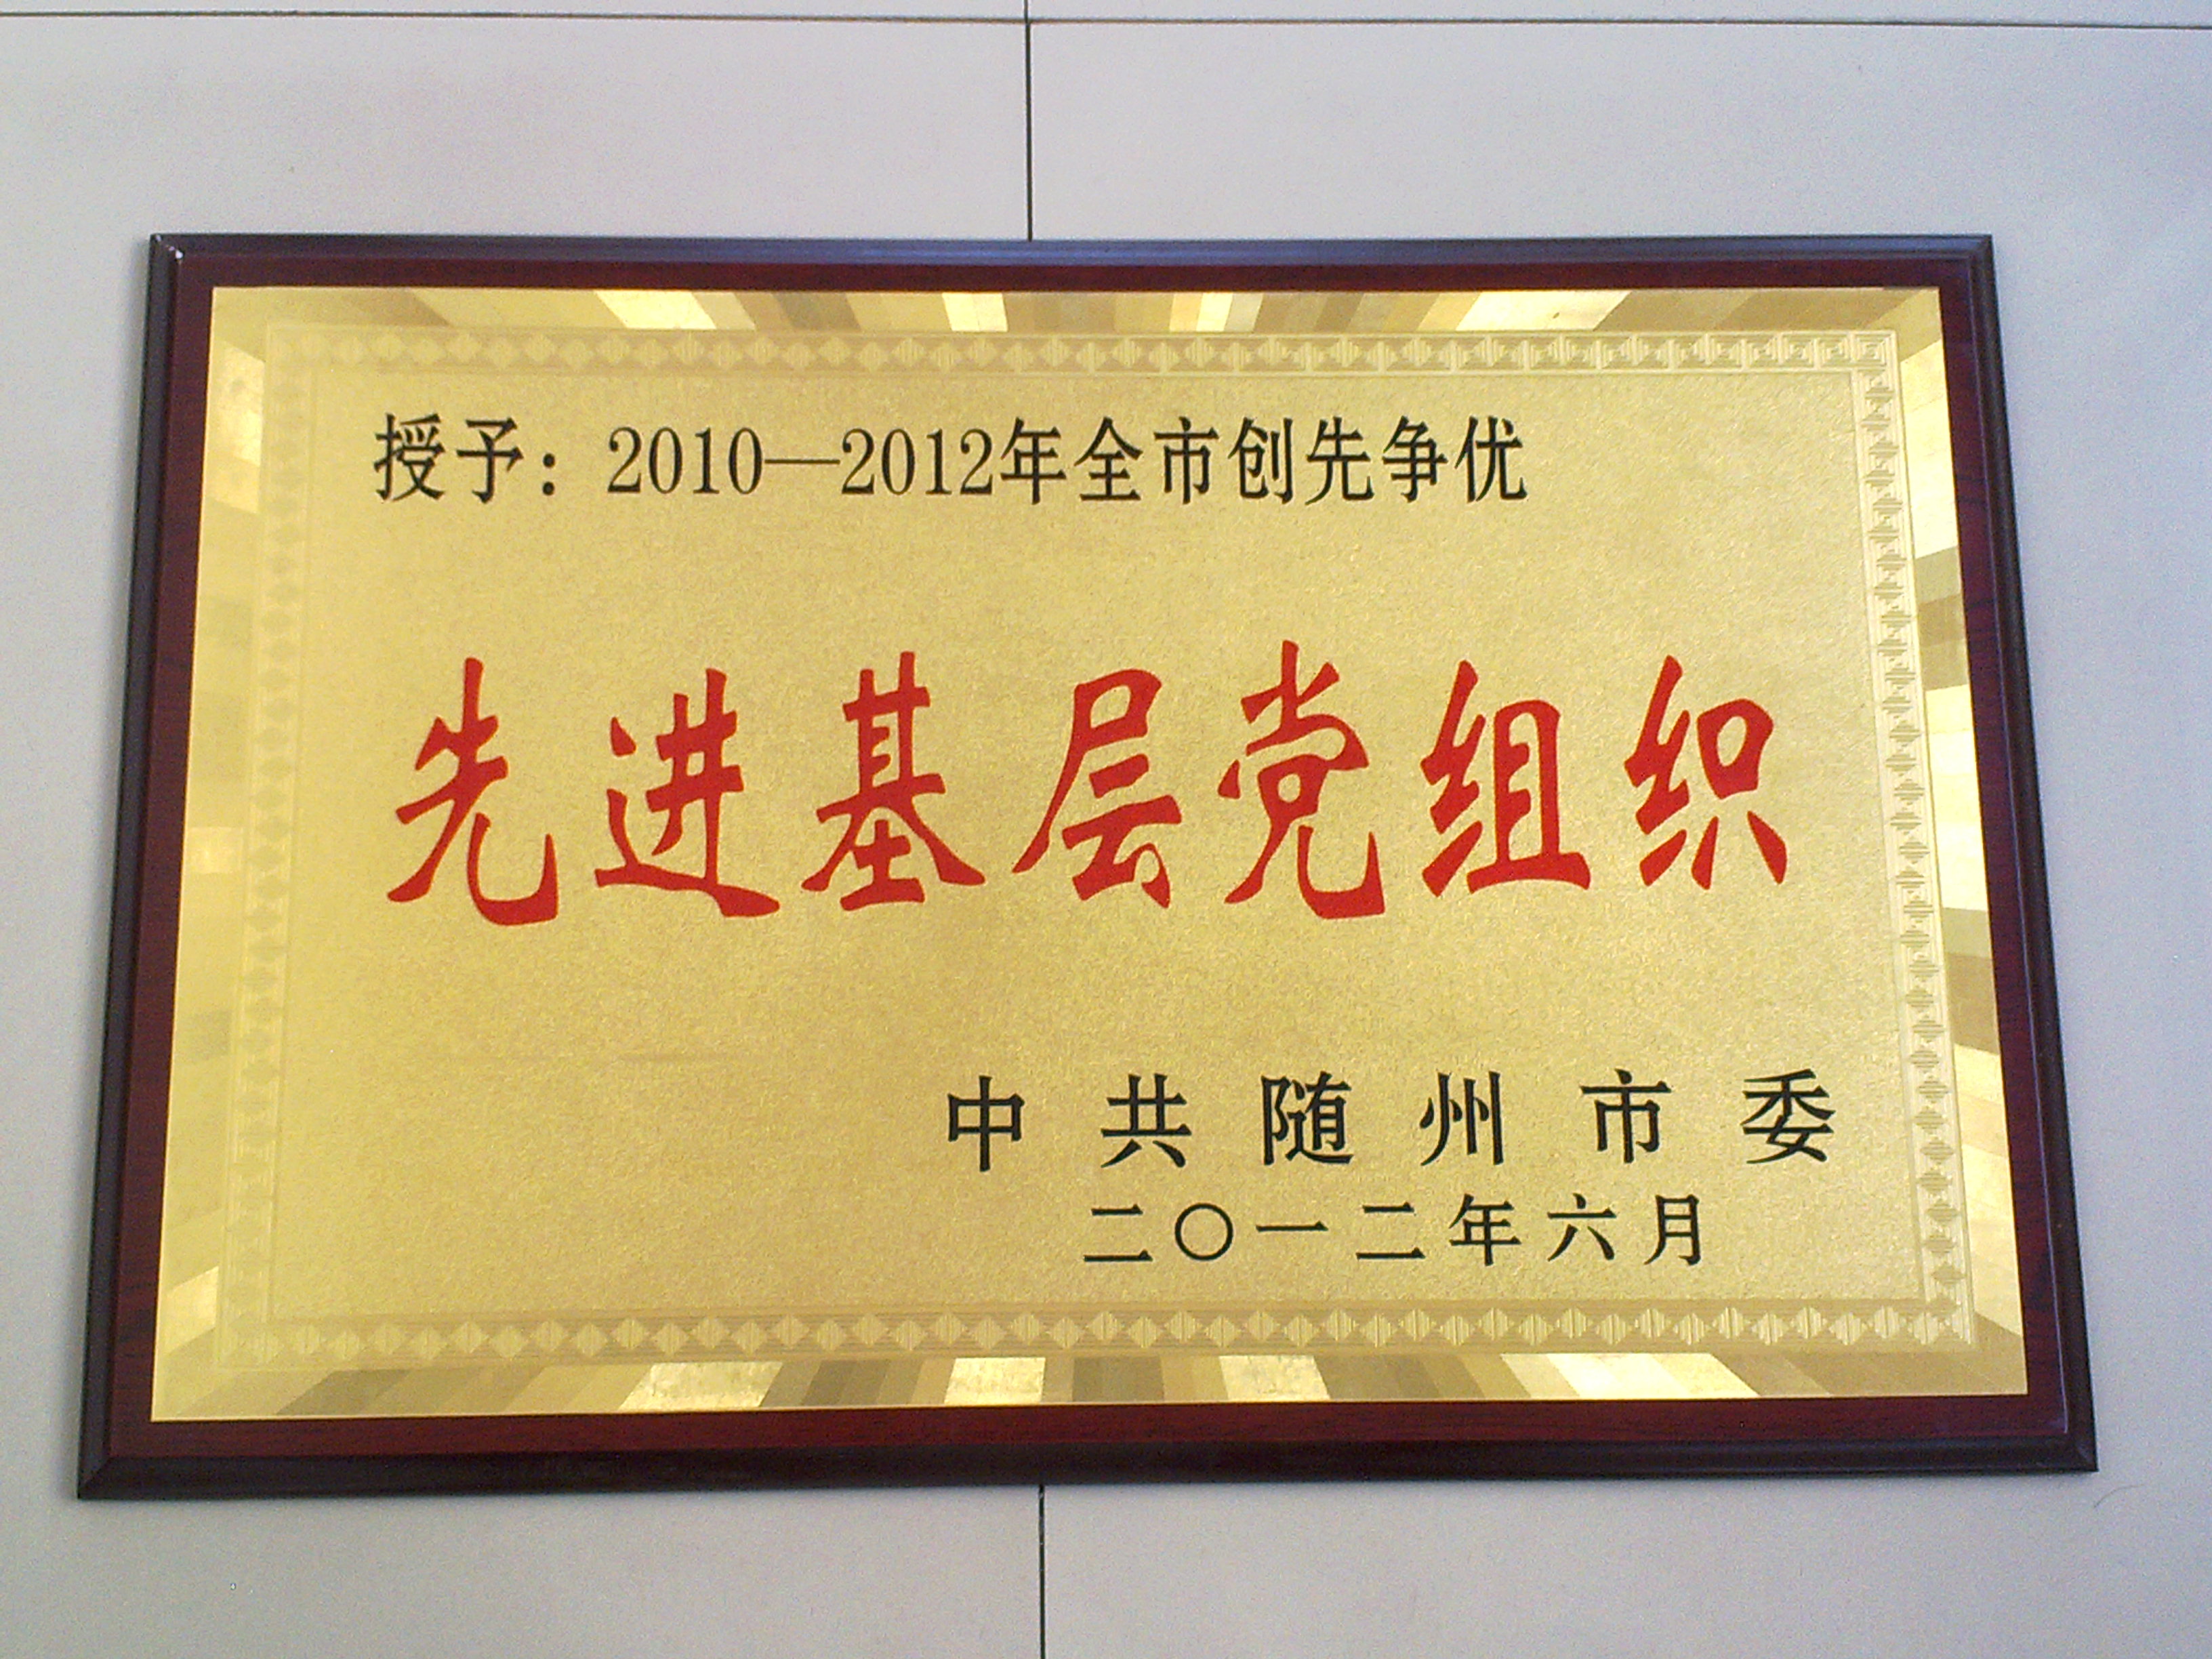 授予：2010—2012年全市创先争优
先进基层党组织
中共随州市委
二〇一二年六月